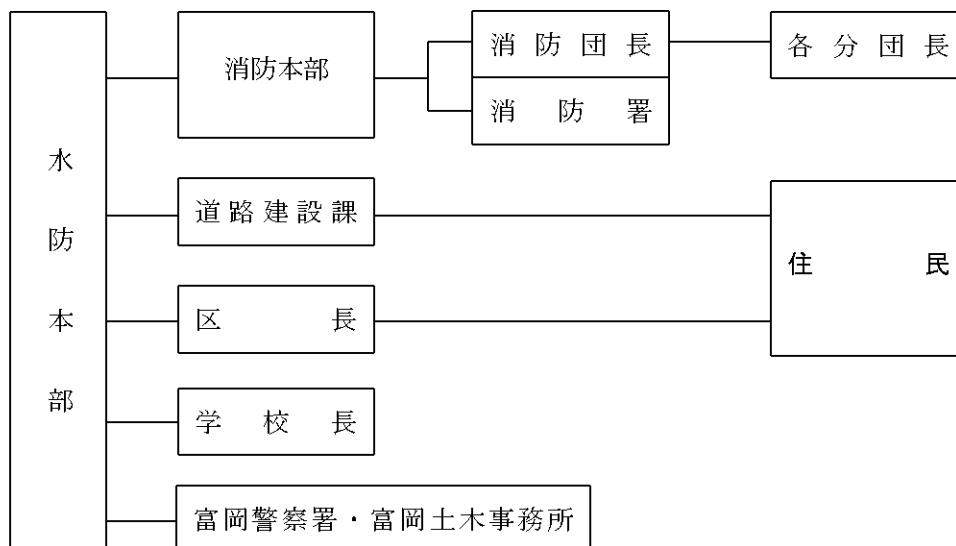 水防本部
消防本部
消防団長
各分団長
消防署
道路建設課
住民
区長
学校長
富岡警察署・富岡土木事務所